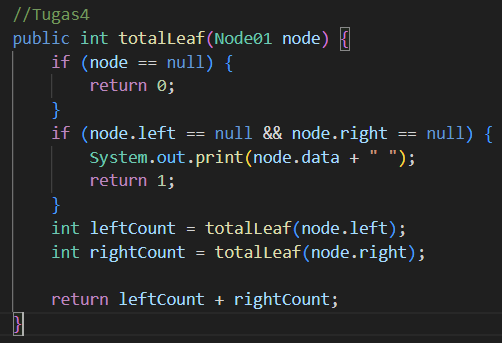 //Tugas4
public int totalLeaf(Node01 node) {
    if (node == null) {
        return 0;
    }
    if (node.left == null && node.right == null) {
        System.out.print(node.data + " ");
        return 1;
    }
    int leftCount = totalLeaf(node.left);
    int rightCount = totalLeaf(node.right);

    return leftCount + rightCount;
}